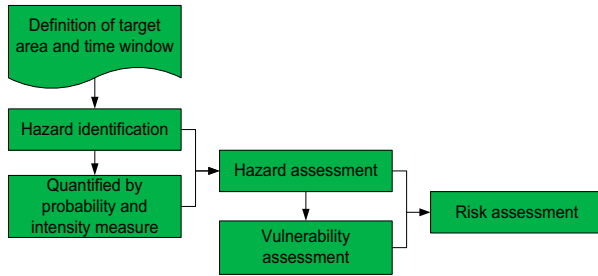 Definition of target
area and time window
Hazard identification
Quantified by
probability and
intensity measure
Hazard assessment
Vulnerability
assessment
Risk assessment